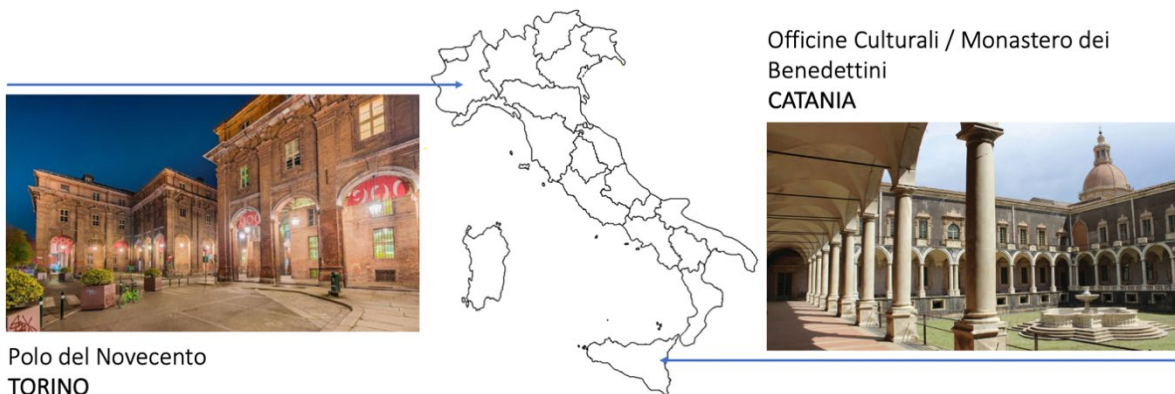 Officine Culturali / Monastero dei
Benedettini
CATANIA
Polo del Novecento
TORINO